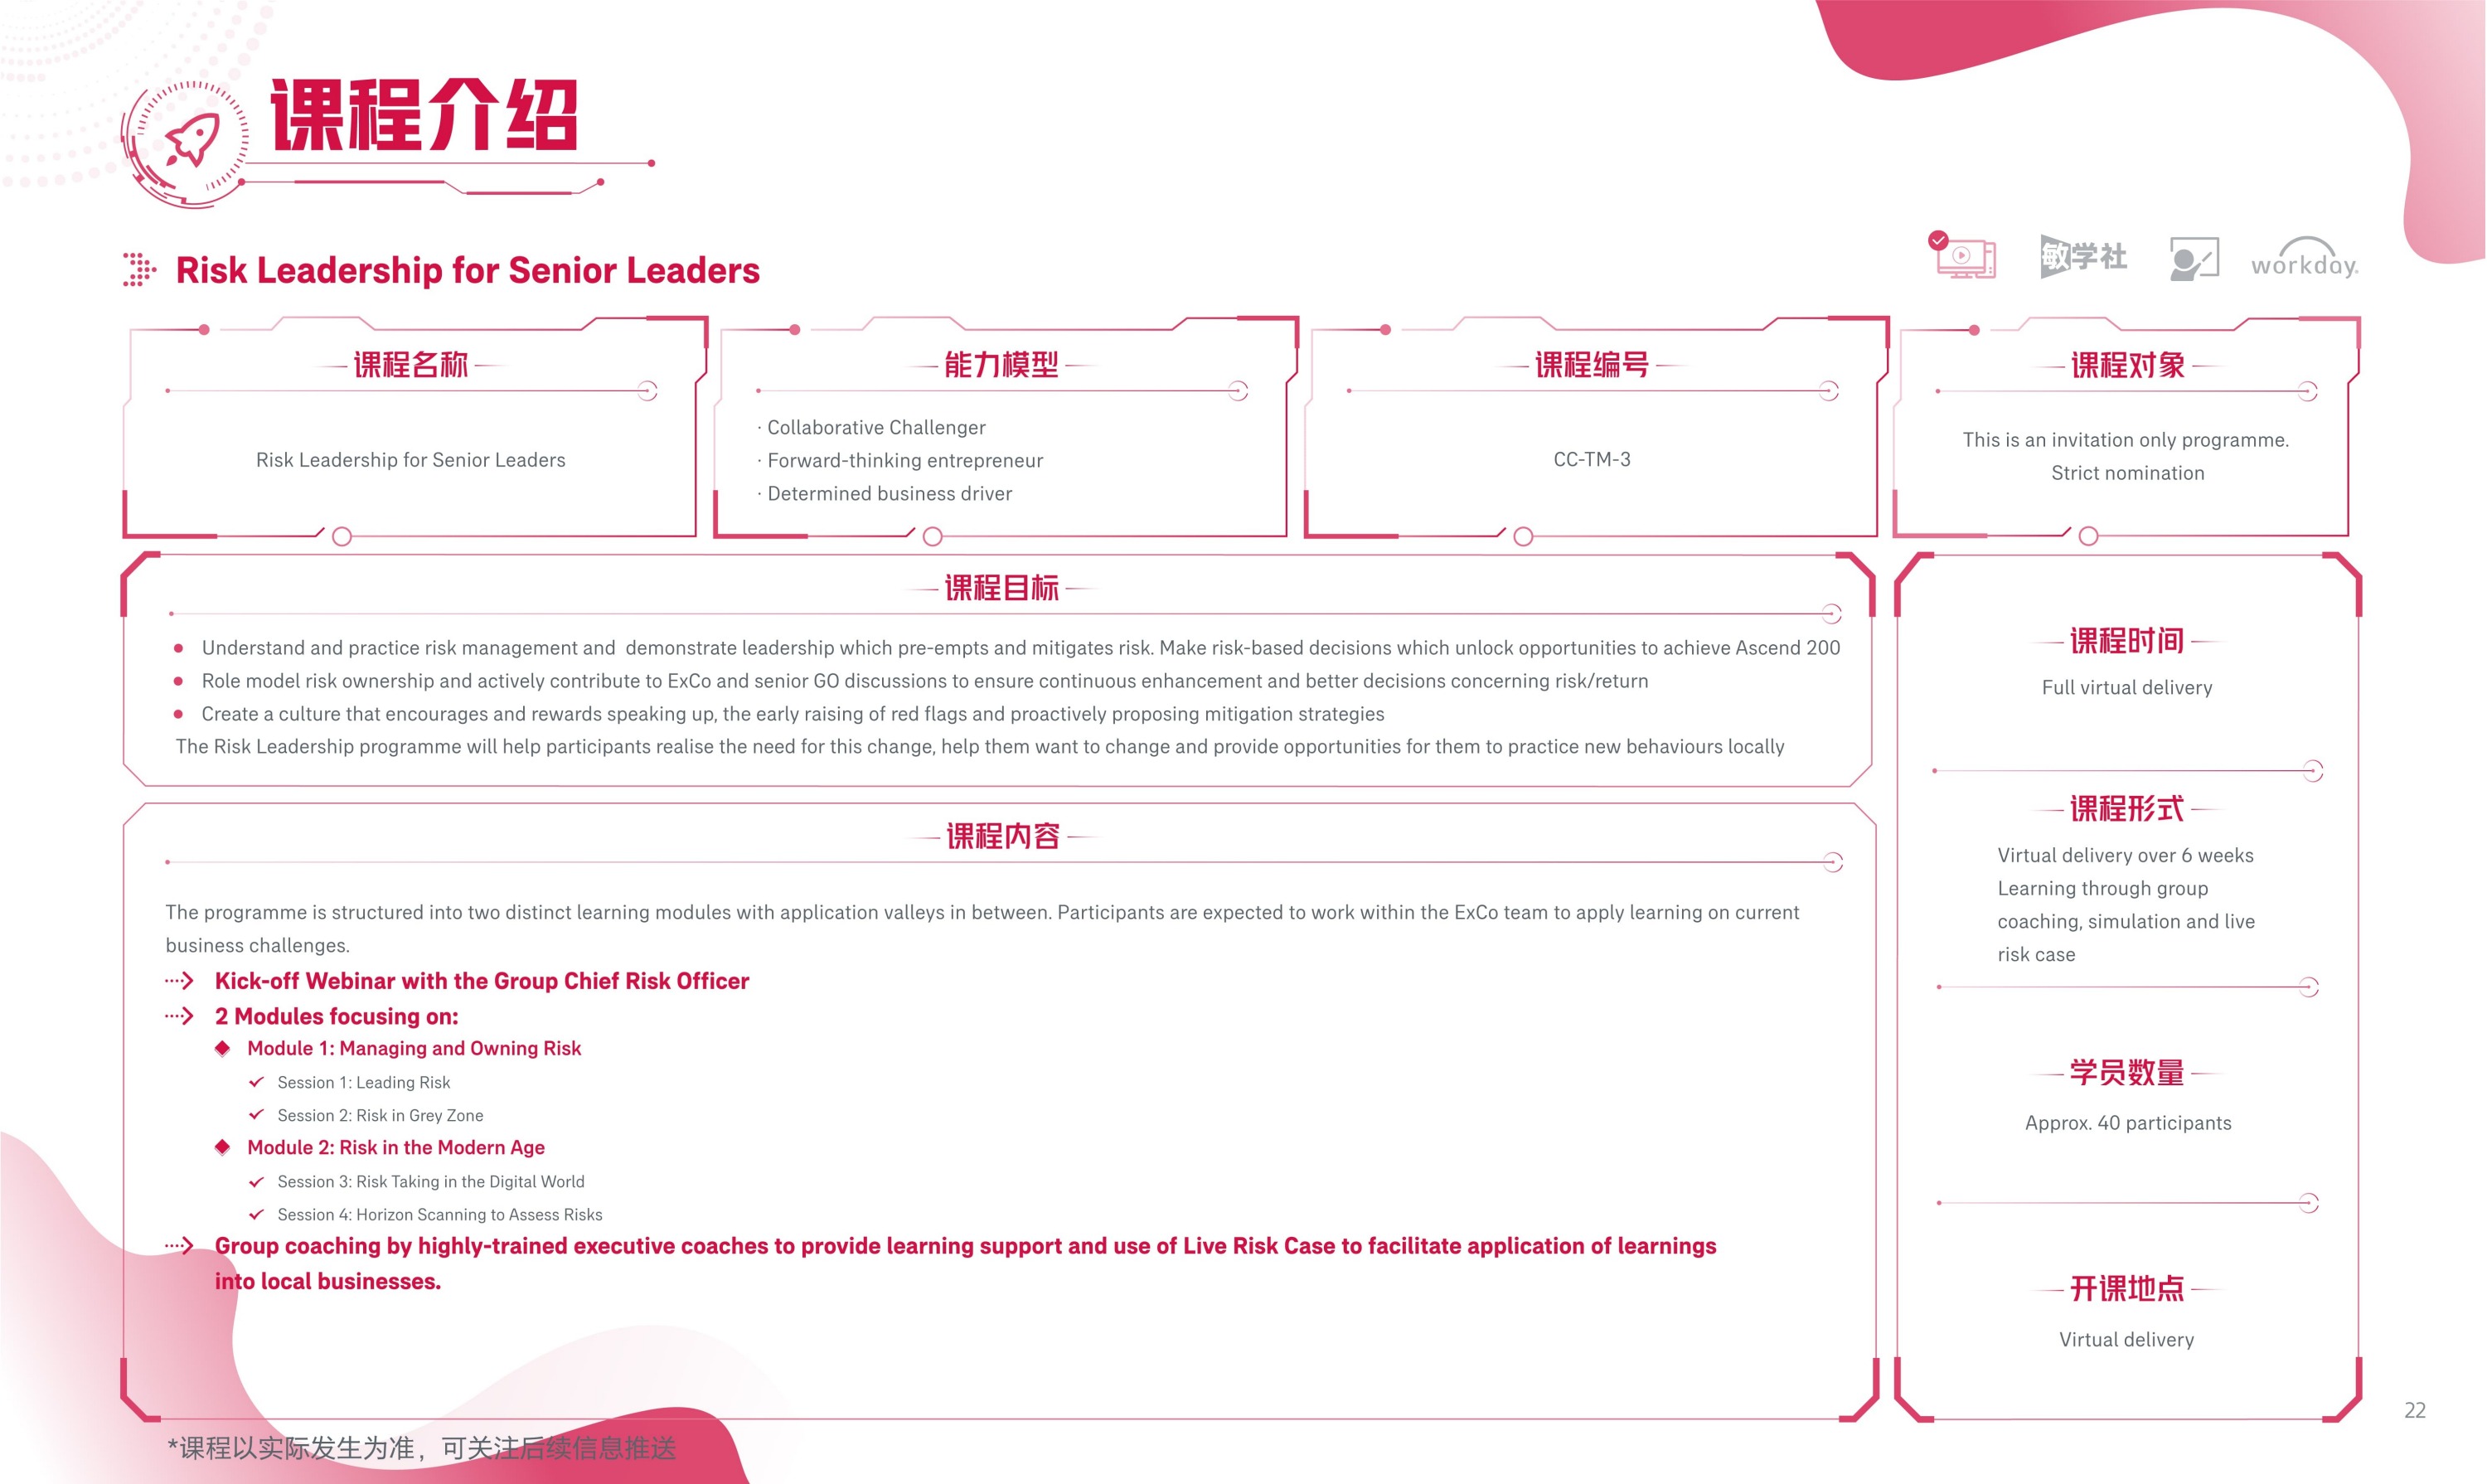 课程介绍
Risk Leadership for Senior Leaders
敏学社
workday.
课程名称
Risk Leadership for Senior Leaders
能力模型
· Collaborative Challenger
· Forward-thinking entrepreneur
· Determined business driver
课程编号
CC-TM-3
课程对象
This is an invitation only programme.
Strict nomination
课程目标
● Understand and practice risk management and  demonstrate leadership which pre-empts and mitigates risk. Make risk-based decisions which unlock opportunities to achieve Ascend 200
● Role model risk ownership and actively contribute to ExCo and senior GO discussions to ensure continuous enhancement and better decisions concerning risk/return
● Create a culture that encourages and rewards speaking up, the early raising of red flags and proactively proposing mitigation strategies
The Risk Leadership programme will help participants realise the need for this change, help them want to change and provide opportunities for them to practice new behaviours locally
课程内容
The programme is structured into two distinct learning modules with application valleys in between. Participants are expected to work within the ExCo team to apply learning on current
business challenges.
Kick-off Webinar with the Group Chief Risk Officer
2 Modules focusing on:
◆ Module 1: Managing and Owning Risk
✓ Session 1: Leading Risk
✓ Session 2: Risk in Grey Zone
◆ Module 2: Risk in the Modern Age
✓ Session 3: Risk Taking in the Digital World
✓ Session 4: Horizon Scanning to Assess Risks
Group coaching by highly-trained executive coaches to provide learning support and use of Live Risk Case to facilitate application of learnings
into local businesses.
课程时间
Full virtual delivery
课程形式
Virtual delivery over 6 weeks
Learning through group
coaching, simulation and live
risk case
学员数量
Approx. 40 participants
开课地点
Virtual delivery
*课程以实际发生为准，可关注后续信息推送
22